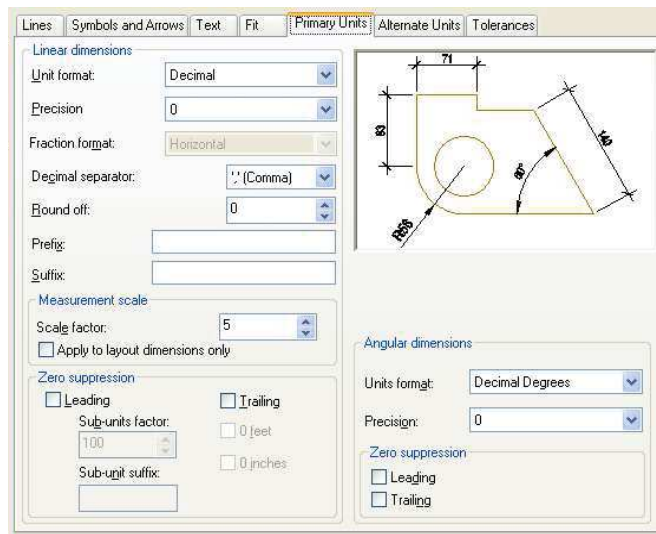 Lines Symbols and Arrows Text Fit Primary Units Alternate Units Tolerances
Linear dimensions
Unit format: Decimal
Precision 0
Fraction format: Horizontal
Decimal separator: ',' (Comma)
Round off: 0
Prefix:
Suffix:
Measurement scale
Scale factor: 5
Apply to layout dimensions only
Zero suppression
Leading
Trailing
Sub-units factor:
100
0 feet
0 inches
Sub-unit suffix:
71
83
140
60°
R56
Angular dimensions
Units format: Decimal Degrees
Precision: 0
Zero suppression
Leading
Trailing